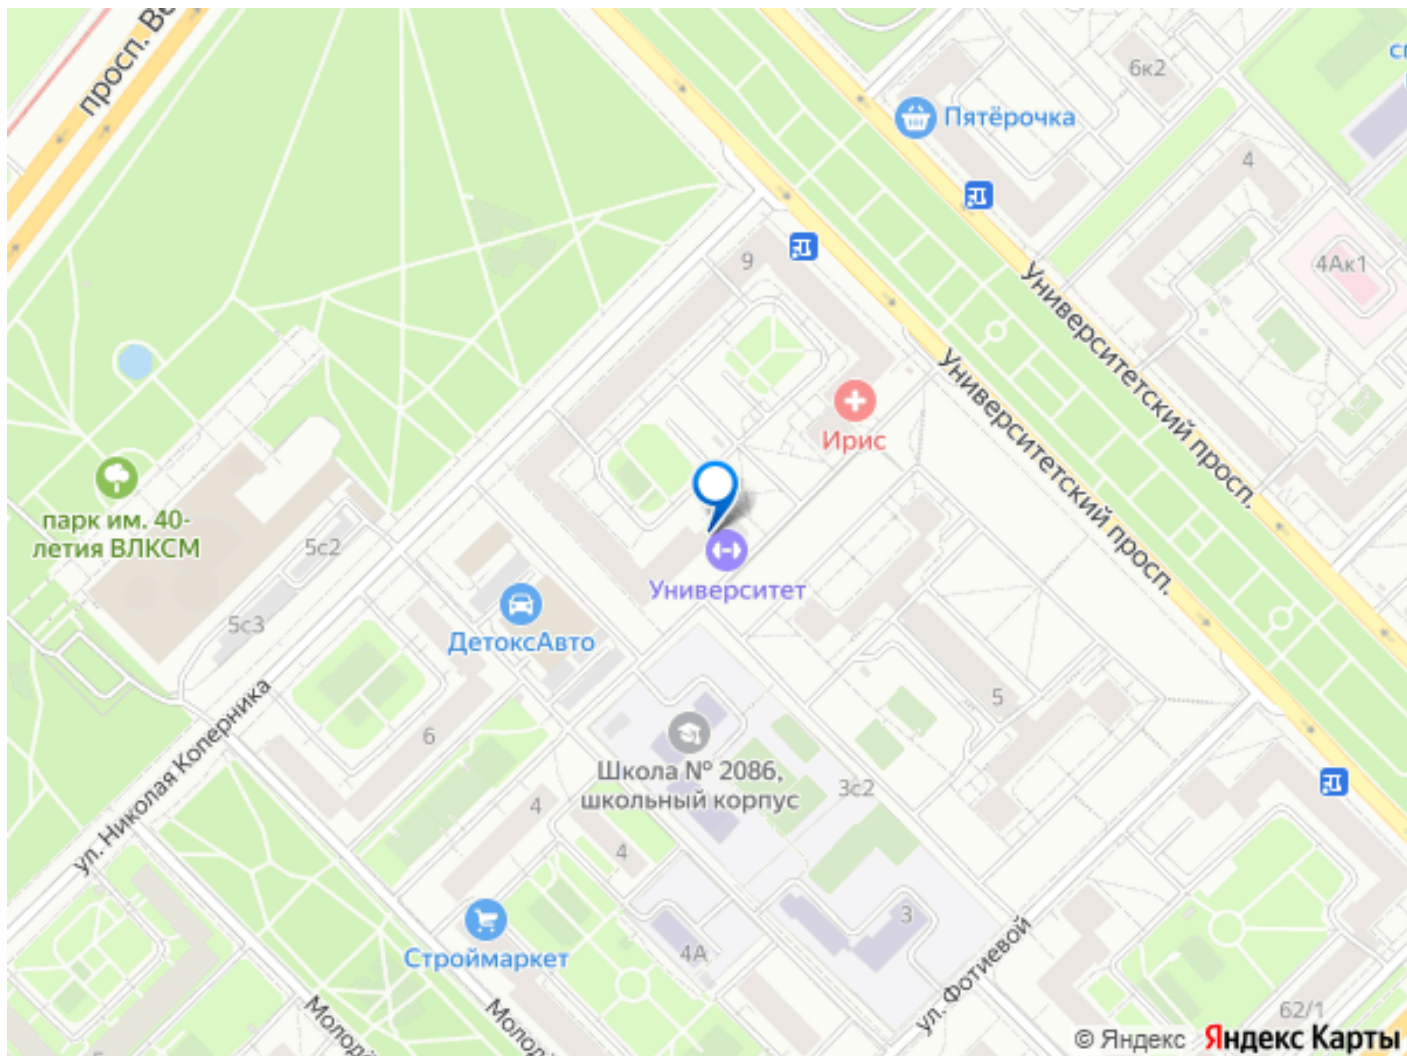 просп. Ве
6к2
Пятёрочка
4
9
4Ак1
Университетский просп.
Университетский просп.
Ирис
парк им. 40-
летия ВЛКСМ
5с2
Университет
5с3
ДетоксАвто
ул. Николая Коперника
6
5
Школа № 2086,
школьный корпус
3с2
4
4
3
Строймаркет
4А
ул. Фотиевой
Молодё
Молодё
62/1
© Яндекс Яндекс Карты